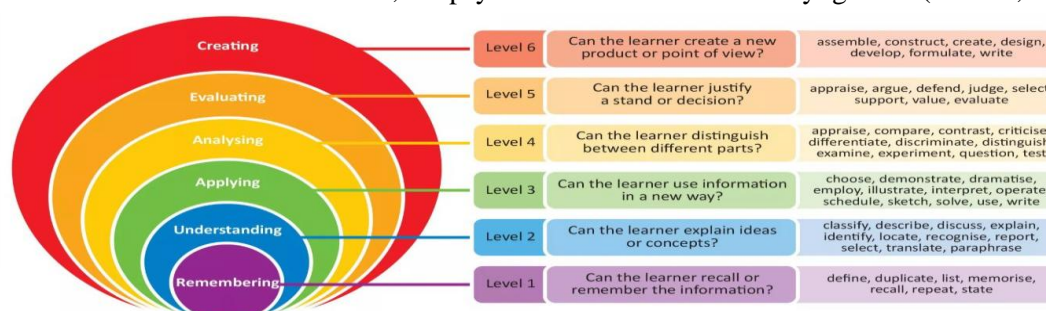 Creating
Level 6
Can the learner create a new
product or point of view?
assemble, construct, create, design,
develop, formulate, write
Evaluating
Level 5
Can the learner justify
a stand or decision?
appraise, argue, defend, judge, select
support, value, evaluate
Analysing
Level 4
Can the learner distinguish
between different parts?
appraise, compare, contrast, criticise
differentiate, discriminate, distinguish
examine, experiment, question, test
Applying
Level 3
Can the learner use information
in a new way?
choose, demonstrate, dramatise,
employ, illustrate, interpret, operate
schedule, sketch, solve, use, write
Understanding
Level 2
Can the learner explain ideas
or concepts?
classify, describe, discuss, explain,
identify, locate, recognise, report,
select, translate, paraphrase
Remembering
Level 1
Can the learner recall or
remember the information?
define, duplicate, list, memorise,
recall, repeat, state